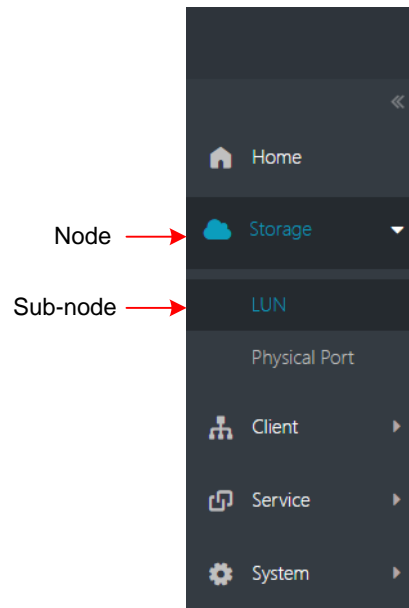 Home
Node
Storage
Sub-node
LUN
Physical Port
Client
Service
System